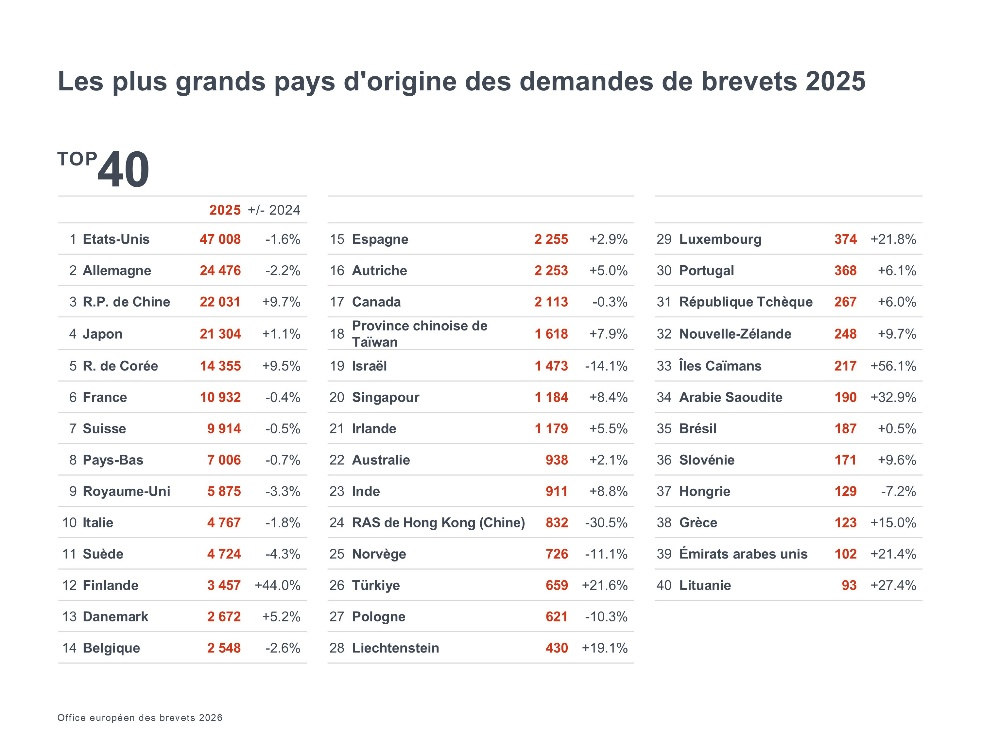 Les plus grands pays d'origine des demandes de brevets 2025
TOP40
2025 +/- 2024
1 Etats-Unis 47 008 -1.6%
2 Allemagne 24 476 -2.2%
3 R.P. de Chine 22 031 +9.7%
4 Japon 21 304 +1.1%
5 R. de Corée 14 355 +9.5%
6 France 10 932 -0.4%
7 Suisse 9 914 -0.5%
8 Pays-Bas 7 006 -0.7%
9 Royaume-Uni 5 875 -3.3%
10 Italie 4 767 -1.8%
11 Suède 4 724 -4.3%
12 Finlande 3 457 +44.0%
13 Danemark 2 672 +5.2%
14 Belgique 2 548 -2.6%
15 Espagne 2 255 +2.9%
16 Autriche 2 253 +5.0%
17 Canada 2 113 -0.3%
18 Province chinoise de
Taïwan 1 618 +7.9%
19 Israël 1 473 -14.1%
20 Singapour 1 184 +8.4%
21 Irlande 1 179 +5.5%
22 Australie 938 +2.1%
23 Inde 911 +8.8%
24 RAS de Hong Kong (Chine) 832 -30.5%
25 Norvège 726 -11.1%
26 Türkiye 659 +21.6%
27 Pologne 621 -10.3%
28 Liechtenstein 430 +19.1%
29 Luxembourg 374 +21.8%
30 Portugal 368 +6.1%
31 République Tchèque 267 +6.0%
32 Nouvelle-Zélande 248 +9.7%
33 Îles Caïmans 217 +56.1%
34 Arabie Saoudite 190 +32.9%
35 Brésil 187 +0.5%
36 Slovénie 171 +9.6%
37 Hongrie 129 -7.2%
38 Grèce 123 +15.0%
39 Émirats arabes unis 102 +21.4%
40 Lituanie 93 +27.4%
Office européen des brevets 2026